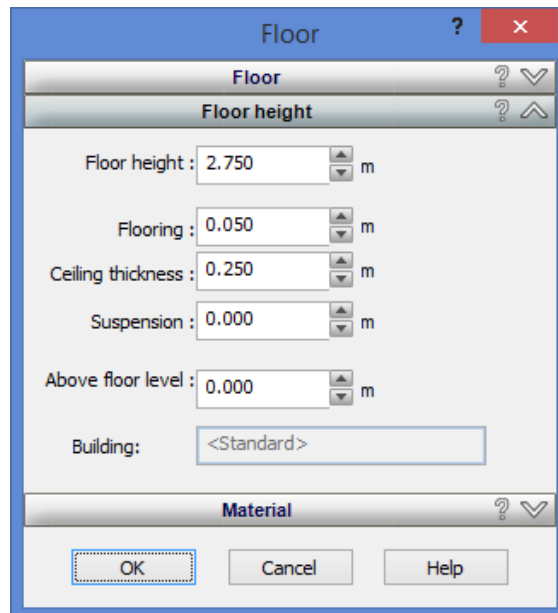 Floor ? ×
Floor ?
Floor height ?
Floor height : 2.750 m
Flooring : 0.050 m
Ceiling thickness : 0.250 m
Suspension : 0.000 m
Above floor level : 0.000 m
Building: <Standard>
Material ?
OK Cancel Help